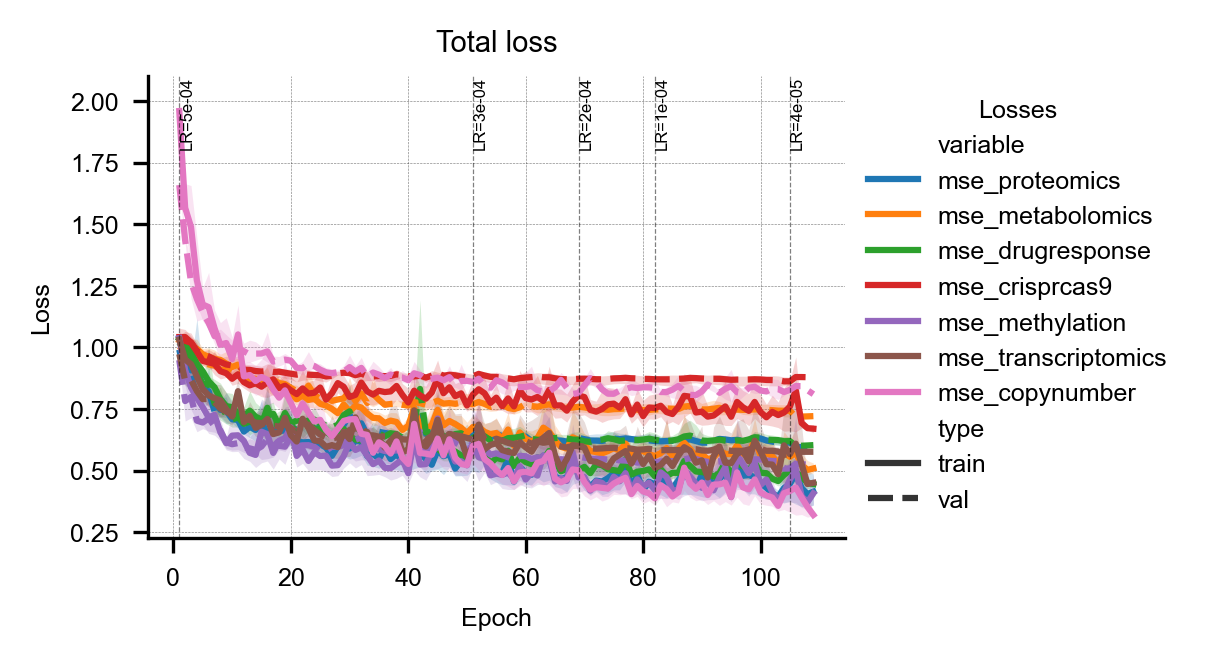 Total loss
LR=5e-04
LR=3e-04
LR=2e-04
LR=1e-04
LR=4e-05
2.00
1.75
1.50
1.25
1.00
0.75
0.50
0.25
Loss
0
20
40
60
80
100
Epoch
Losses
variable
mse_proteomics
mse_metabolomics
mse_drugresponse
mse_crisprcas9
mse_methylation
mse_transcriptomics
mse_copynumber
type
train
val